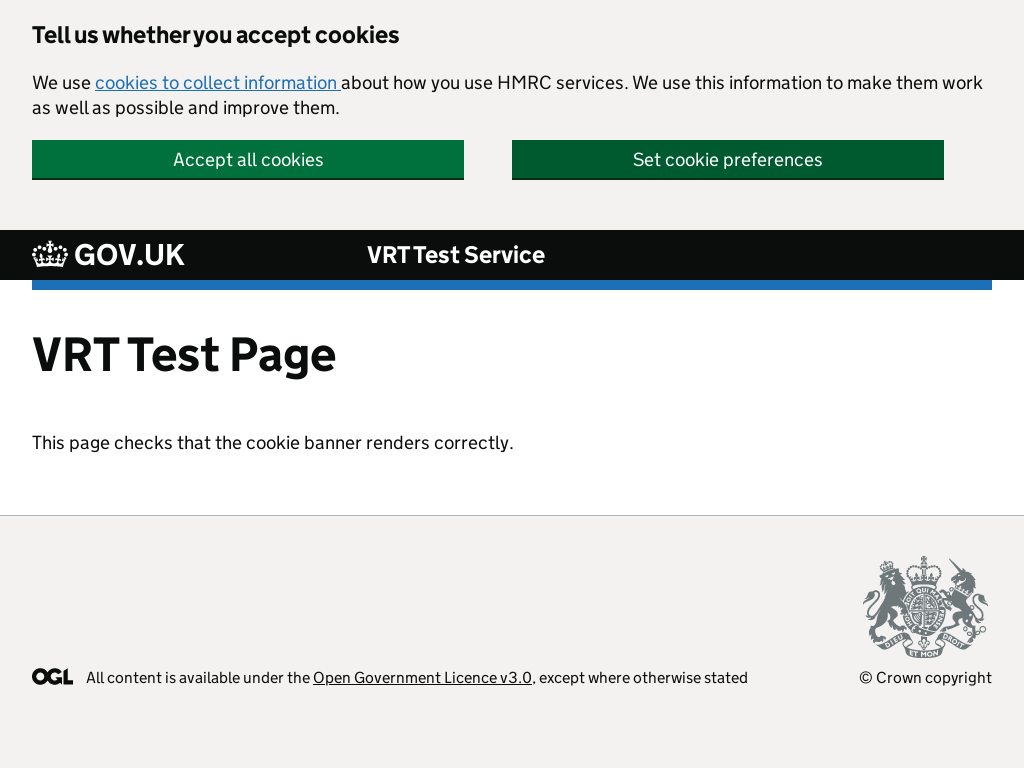 Tell us whether you accept cookies
We use cookies to collect information about how you use HMRC services. We use this information to make them work
as well as possible and improve them.
Accept all cookies
Set cookie preferences
GOV.UK
VRT Test Service
VRT Test Page
This page checks that the cookie banner renders correctly.
OGL All content is available under the Open Government Licence v3.0, except where otherwise stated
DIEU ET MON DROIT
© Crown copyright